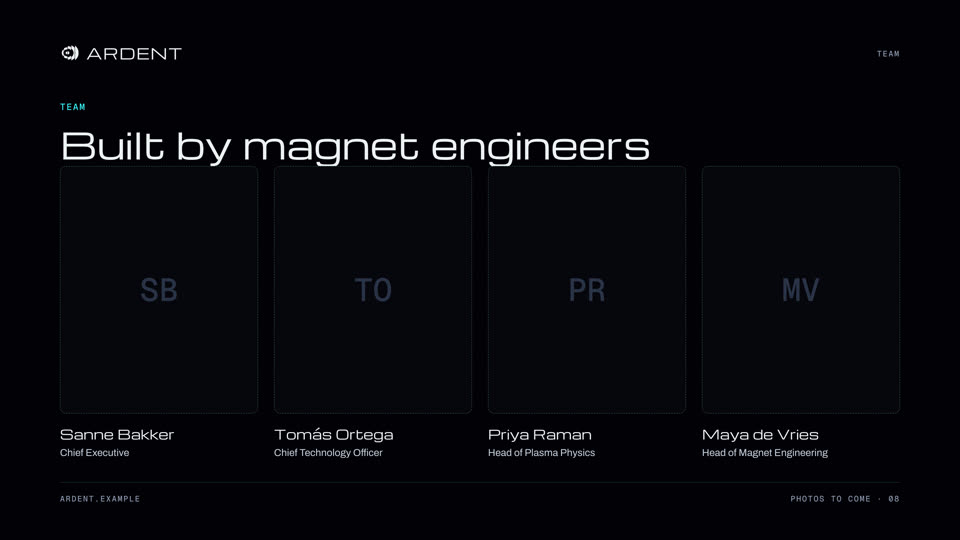 ARDENT
TEAM
TEAM
Built by magnet engineers
SB
TO
PR
MV
Sanne Bakker
Chief Executive
Tomás Ortega
Chief Technology Officer
Priya Raman
Head of Plasma Physics
Maya de Vries
Head of Magnet Engineering
ARDENT.EXAMPLE
PHOTOS TO COME · 08